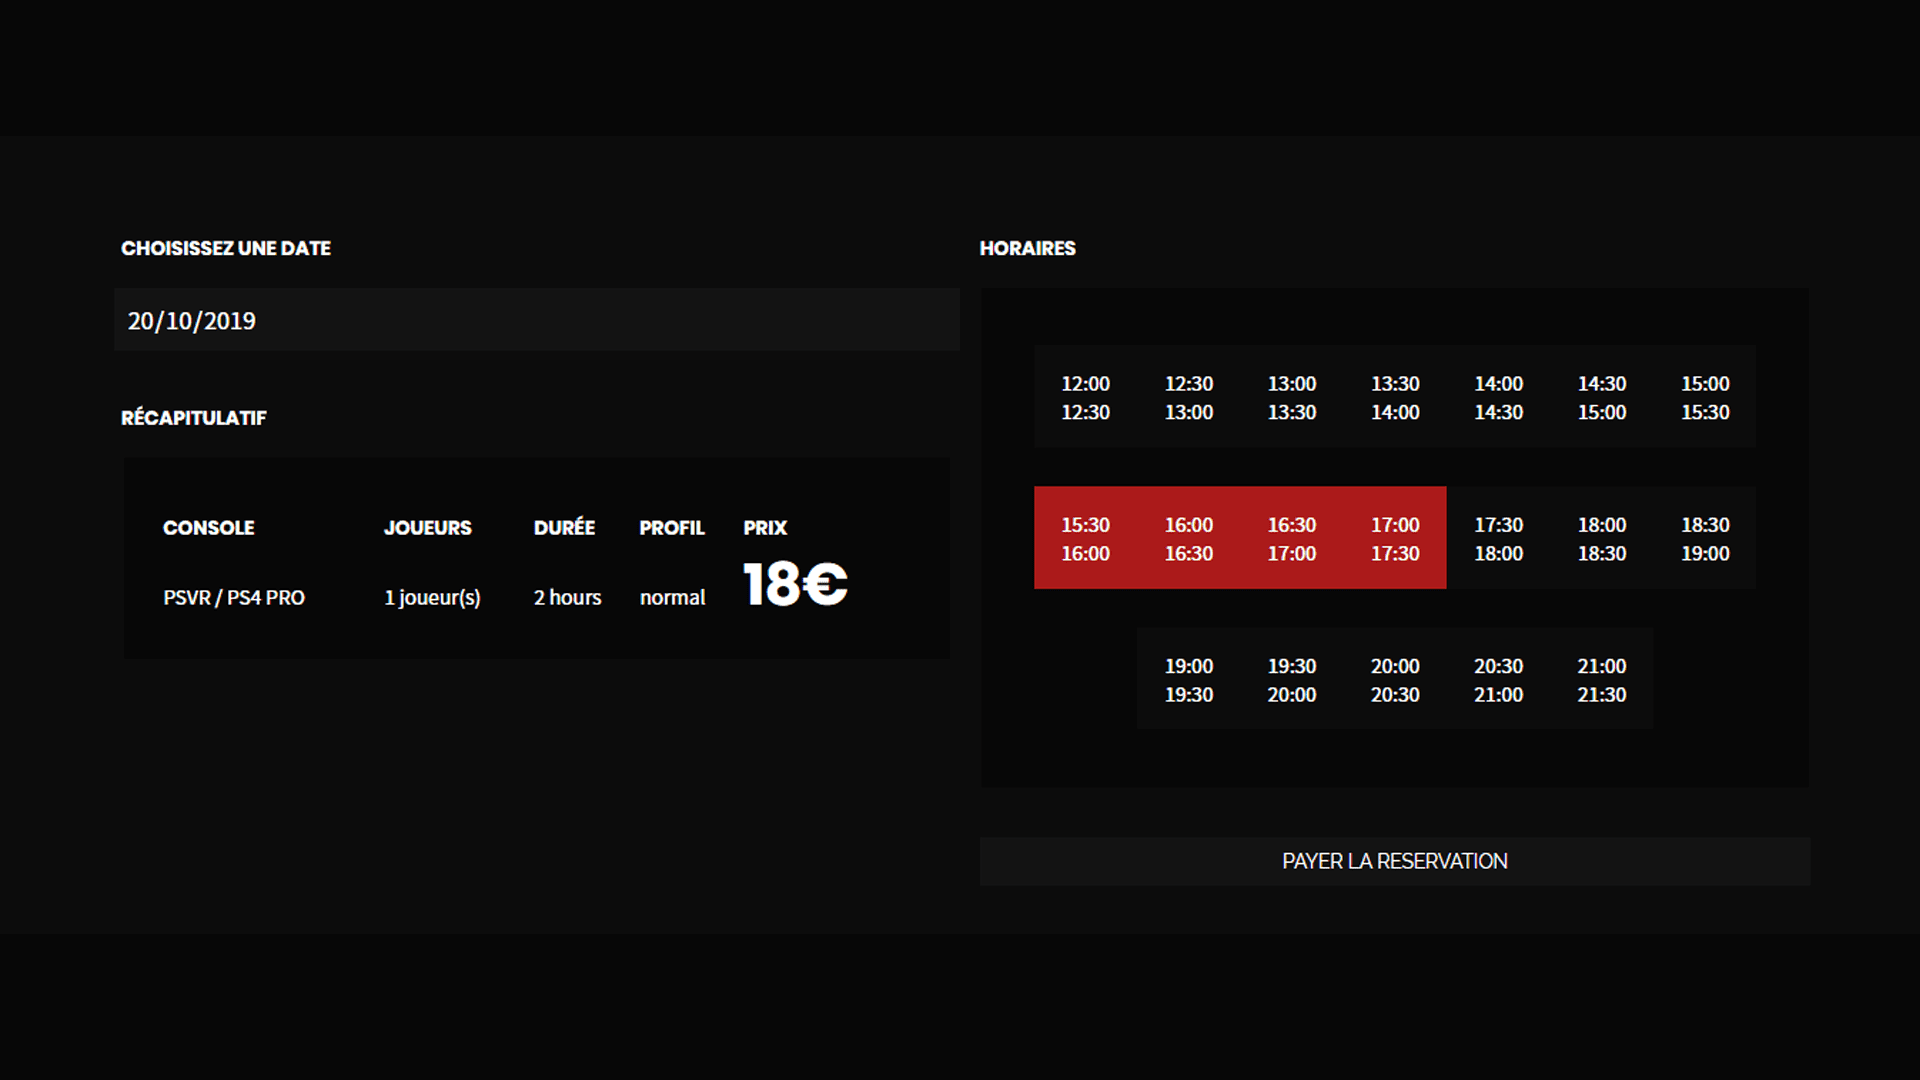 CHOISISSEZ UNE DATE
20/10/2019
RÉCAPITULATIF
CONSOLE JOUEURS DURÉE PROFIL PRIX
PSVR / PS4 PRO 1 joueur(s) 2 hours normal 18€
HORAIRES
12:00 12:30 13:00 13:30 14:00 14:30 15:00
12:30 13:00 13:30 14:00 14:30 15:00 15:30
15:30 16:00 16:30 17:00 17:30 18:00 18:30
16:00 16:30 17:00 17:30 18:00 18:30 19:00
19:00 19:30 20:00 20:30 21:00
19:30 20:00 20:30 21:00 21:30
PAYER LA RESERVATION